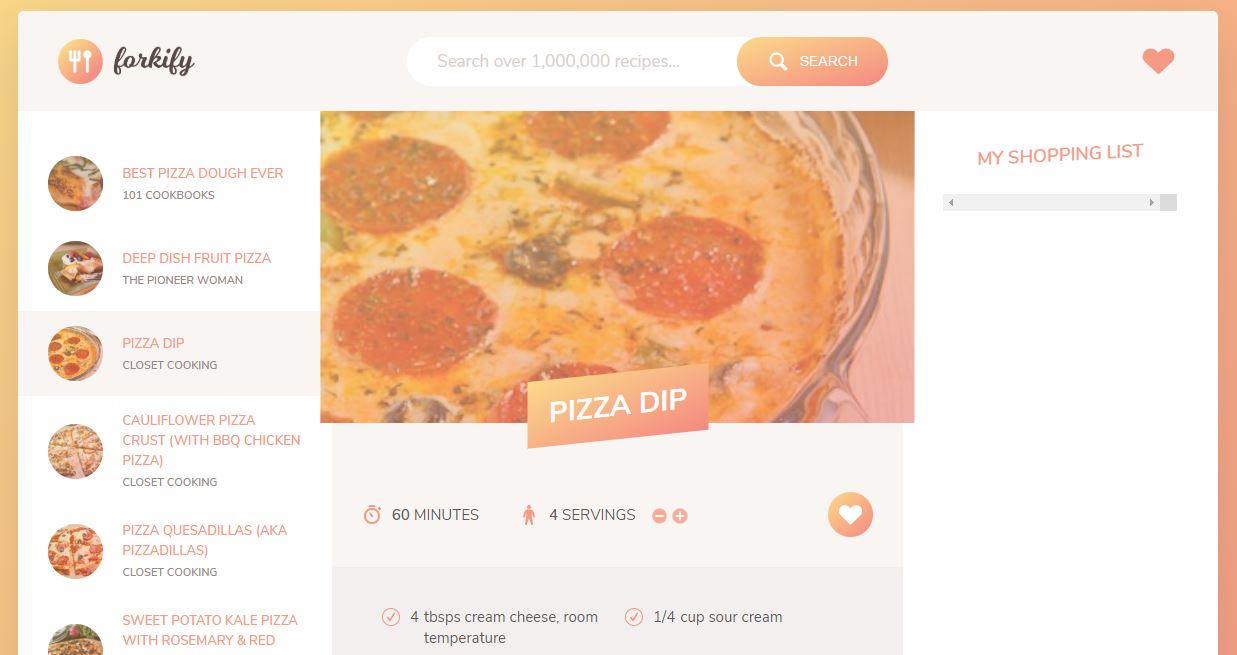 forkify
Search over 1,000,000 recipes...
SEARCH
BEST PIZZA DOUGH EVER
101 COOKBOOKS
DEEP DISH FRUIT PIZZA
THE PIONEER WOMAN
PIZZA DIP
CLOSET COOKING
CAULIFLOWER PIZZA
CRUST (WITH BBQ CHICKEN
PIZZA)
CLOSET COOKING
PIZZA QUESADILLAS (AKA
PIZZADILLAS)
CLOSET COOKING
SWEET POTATO KALE PIZZA
WITH ROSEMARY & RED
PIZZA DIP
60 MINUTES
4 SERVINGS
4 tbsps cream cheese, room
temperature
1/4 cup sour cream
MY SHOPPING LIST